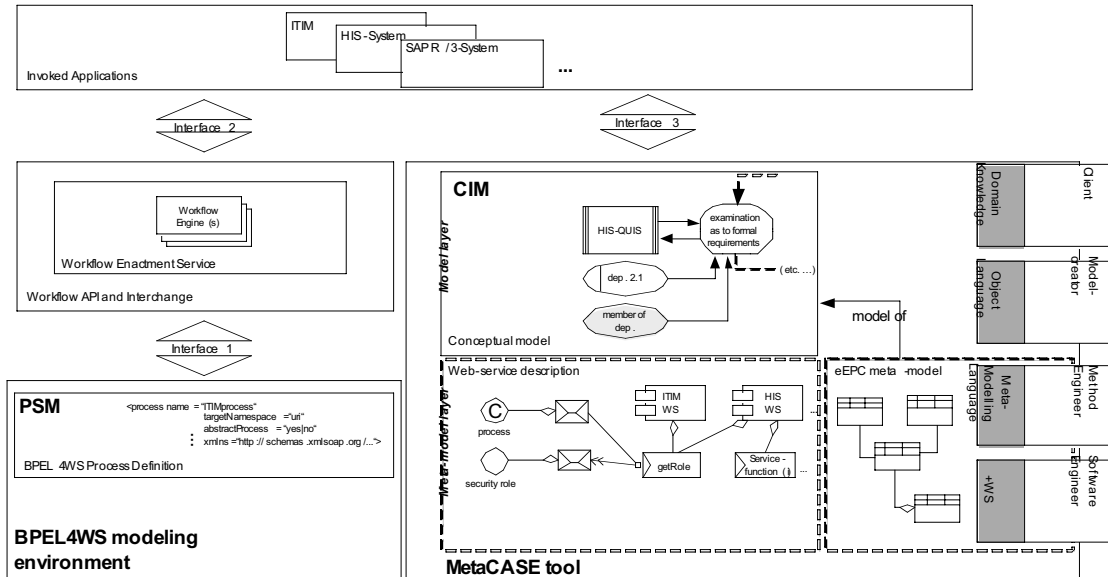 ITIM
HIS -System
SAP R / 3-System
...
Invoked Applications
Interface 2
Interface 3
Workflow
Engine (s)
Workflow Enactment Service
Workflow API and Interchange
Interface 1
PSM
<process name = "ITIMprocess"
targetNamespace ="uri"
abstractProcess = "yes|no"
xmlns ="http :// schemas .xmlsoap .org /...">
BPEL 4WS Process Definition
BPEL4WS modeling
environment
CIM
Model layer
HIS-QUIS
examination
as to formal
requirements
dep . 2.1
( etc. ...)
member of
dep .
Conceptual model
model of
Meta-model layer
Web-service description
C
process
security role
ITIM
WS
HIS
WS
...
getRole
Service -
function (i)
...
eEPC meta -model
MetaCASE tool
Domain
Knowledge
Client
Object
Language
Model-
creator
Meta-
Modelling
Language
Method
Engineer
+WS
Software
Engineer